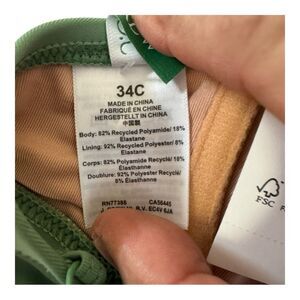 34C
MADE IN CHINA
FABRIQUÉ EN CHINE
HERGESTELLT IN CHINA
中国製
Body: 82% Recycled Polyamide/ 18%
Elastane
Lining: 92% Recycled Polyester/ 8%
Elastane
Corps: 82% Polyamide Recyclé/ 18%
Élasthanne
Doublure: 92% Polyester Recyclé/
8% Élasthanne
RN77388 CA56445
B.V. EC4V 6JA
FSC